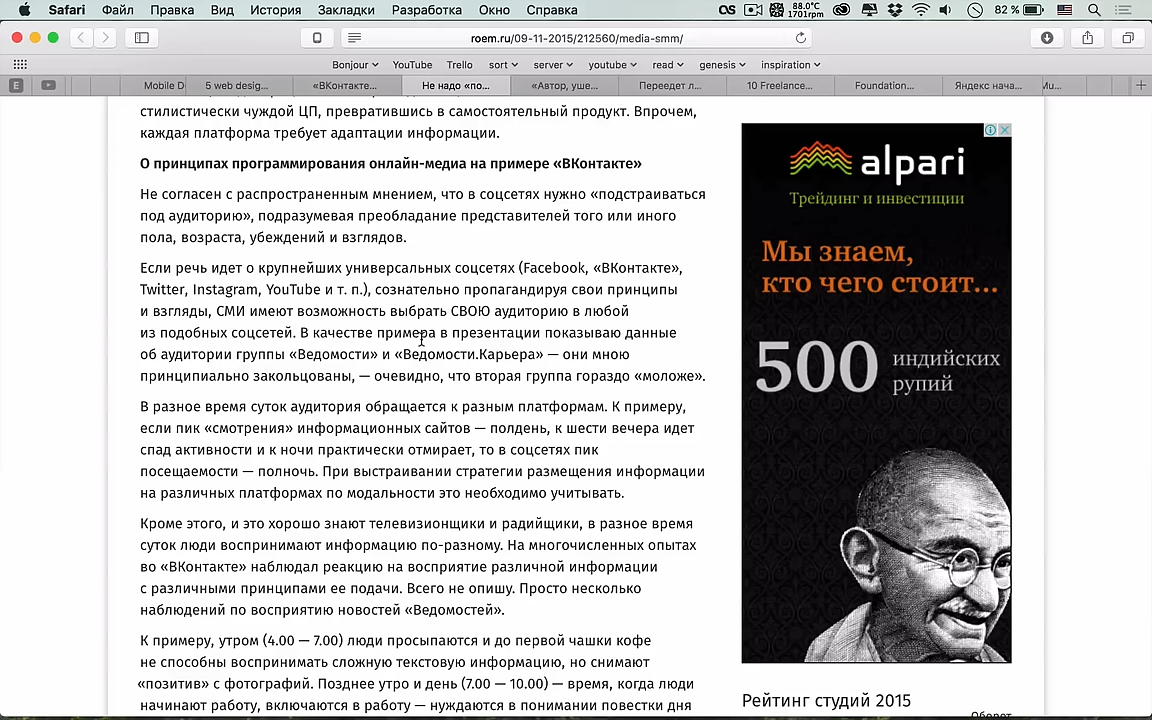 Safari Файл Правка Вид История Закладки Разработка Окно Справка
88.0°C
1701rpm
82 %
roem.ru/09-11-2015/212560/media-smm/
Bonjour YouTube Trello sort server youtube read genesis inspiration
E Mobile D 5 web desig... «ВКонтакте... Не надо «по... «Автор, уше... Переедет л... 10 Freelance... Foundation... Яндекс нача...
стилистически чуждой ЦП, превратившись в самостоятельный продукт. Впрочем,
каждая платформа требует адаптации информации.
О принципах программирования онлайн-медиа на примере «ВКонтакте»
Не согласен с распространенным мнением, что в соцсетях нужно «подстраиваться
под аудиторию», подразумевая преобладание представителей того или иного
пола, возраста, убеждений и взглядов.
Если речь идет о крупнейших универсальных соцсетях (Facebook, «ВКонтакте»,
Twitter, Instagram, YouTube и т. п.), сознательно пропагандируя свои принципы
и взгляды, СМИ имеют возможность выбрать СВОЮ аудиторию в любой
из подобных соцсетей. В качестве примера в презентации показываю данные
об аудитории группы «Ведомости» и «Ведомости.Карьера» — они мною
принципиально закольцованы, — очевидно, что вторая группа гораздо «моложе».
В разное время суток аудитория обращается к разным платформам. К примеру,
если пик «смотрения» информационных сайтов — полдень, к шести вечера идет
спад активности и к ночи практически отмирает, то в соцсетях пик
посещаемости — полночь. При выстраивании стратегии размещения информации
на различных платформах по модальности это необходимо учитывать.
Кроме этого, и это хорошо знают телевизионщики и радийщики, в разное время
суток люди воспринимают информацию по-разному. На многочисленных опытах
во «ВКонтакте» наблюдал реакцию на восприятие различной информации
с различными принципами ее подачи. Всего не опишу. Просто несколько
наблюдений по восприятию новостей «Ведомостей».
К примеру, утром (4.00 — 7.00) люди просыпаются и до первой чашки кофе
не способны воспринимать сложную текстовую информацию, но снимают
«позитив» с фотографий. Позднее утро и день (7.00 — 10.00) — время, когда люди
начинают работу, включаются в работу — нуждаются в понимании повестки дня
alpari
Трейдинг и инвестиции
Мы знаем,
кто чего стоит...
500 индийских
рупий
Рейтинг студий 2015